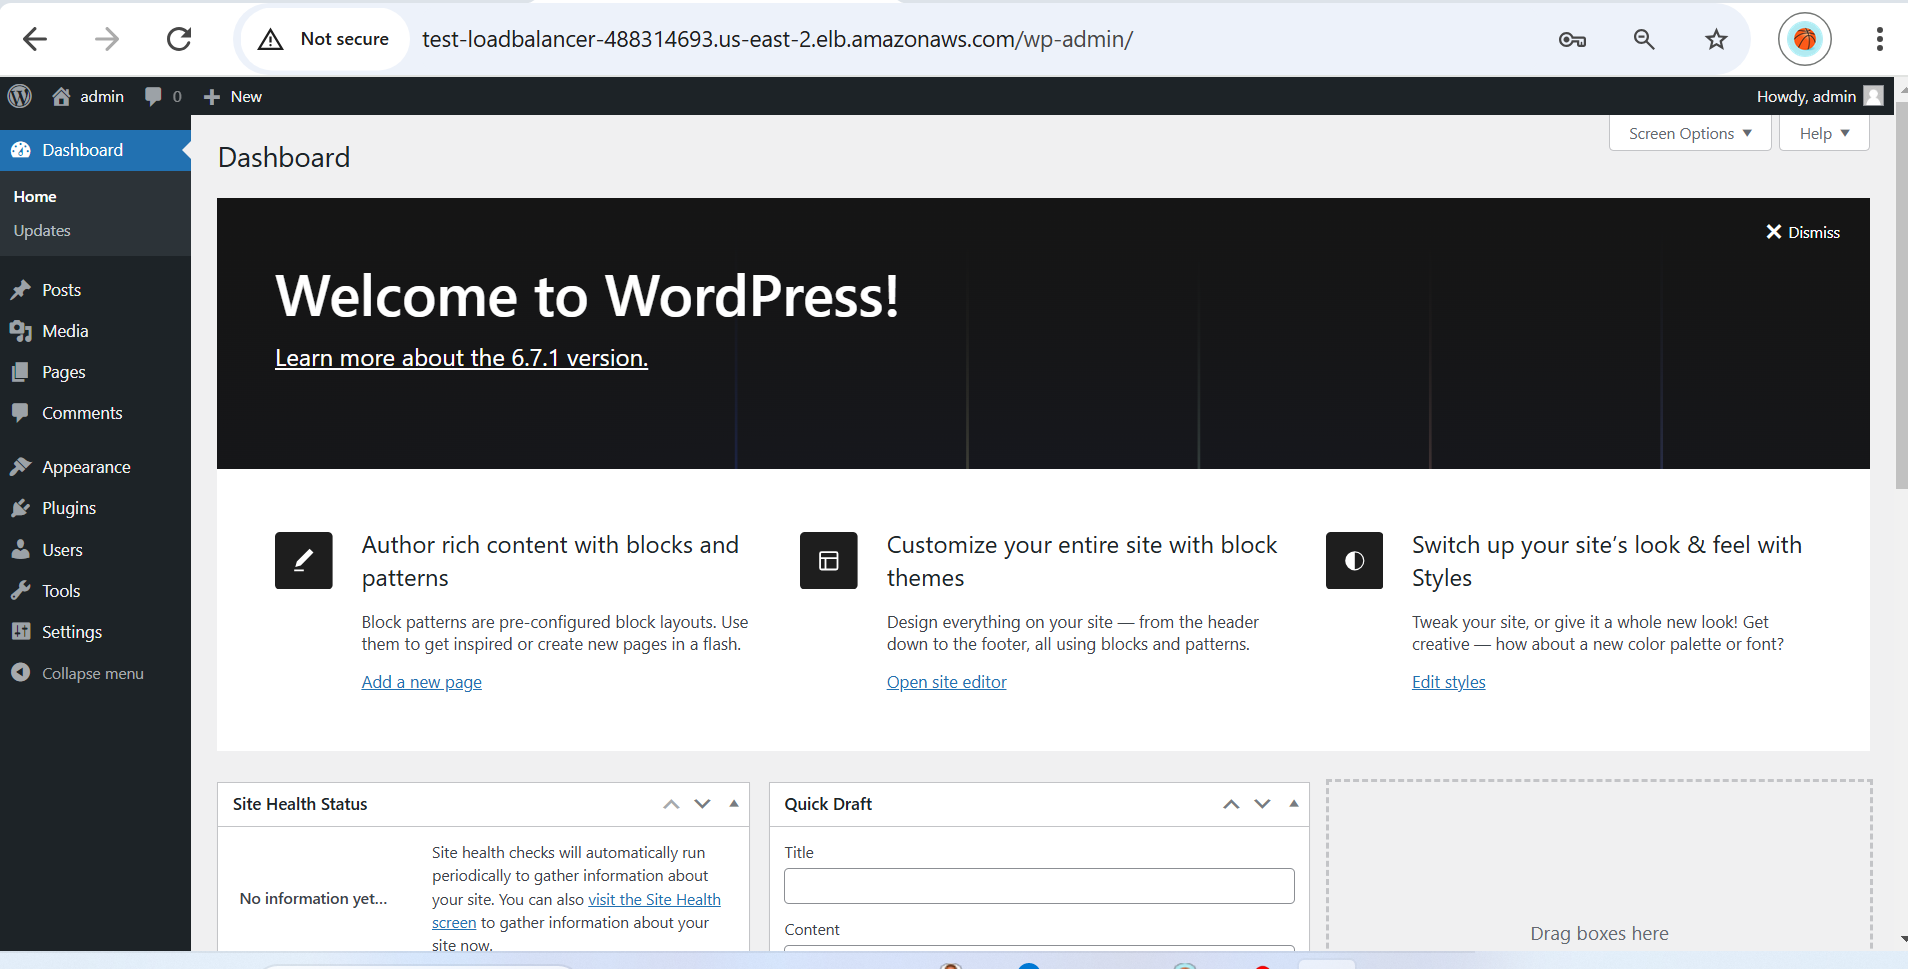 Not secure
test-loadbalancer-488314693.us-east-2.elb.amazonaws.com/wp-admin/
admin
0
New
Howdy, admin
Screen Options
Help
Dashboard
Home
Updates
Posts
Media
Pages
Comments
Appearance
Plugins
Users
Tools
Settings
Collapse menu
Dashboard
Dismiss
Welcome to WordPress!
Learn more about the 6.7.1 version.
Author rich content with blocks and
patterns
Block patterns are pre-configured block layouts. Use
them to get inspired or create new pages in a flash.
Add a new page
Customize your entire site with block
themes
Design everything on your site — from the header
down to the footer, all using blocks and patterns.
Open site editor
Switch up your site’s look & feel with
Styles
Tweak your site, or give it a whole new look! Get
creative — how about a new color palette or font?
Edit styles
Site Health Status
No information yet...
Site health checks will automatically run
periodically to gather information about
your site. You can also visit the Site Health
screen to gather information about your
site now.
Quick Draft
Title
Content
Drag boxes here